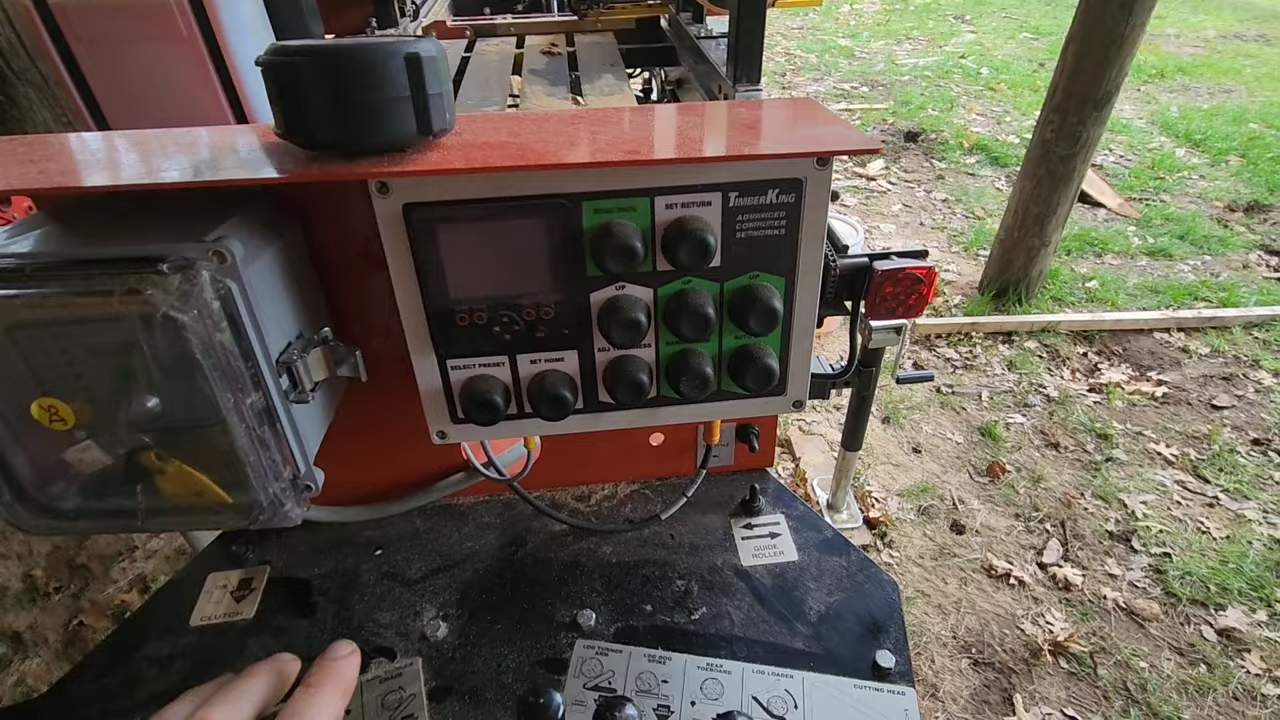 SET RETURN
TIMBERKING
ADVANCED
COMPUTER
SETWORKS
UP
UP
UP
ADJ THICKNESS
SELECT PRESET
SET HOME
GUIDE
ROLLER
CLUTCH
CHAIN
LOG TURNER
ARM
LOG DOG
SPIKE
REAR
TOEBOARD
LOG LOADER
CUTTING HEAD